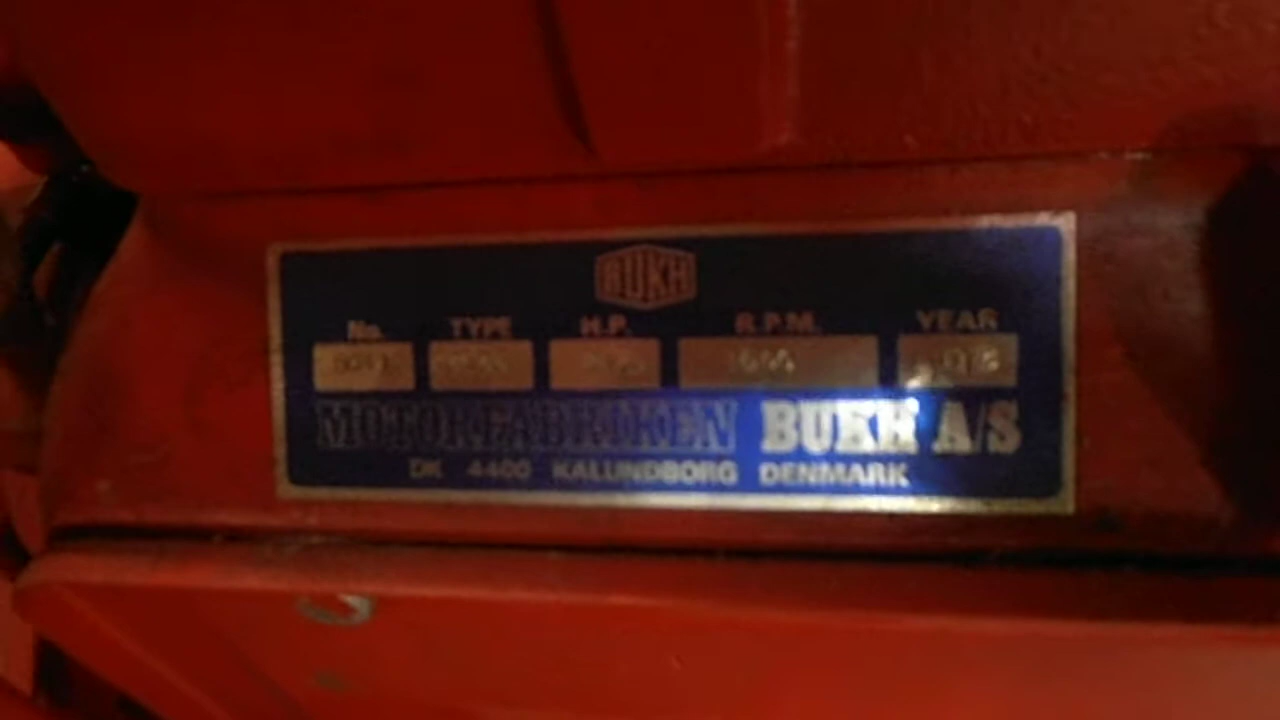 BUKH
No. TYPE H.P. R.P.M. YEAR
MOTORFABRIKEN BUKH A/S
DK 4400 KALUNDBORG DENMARK